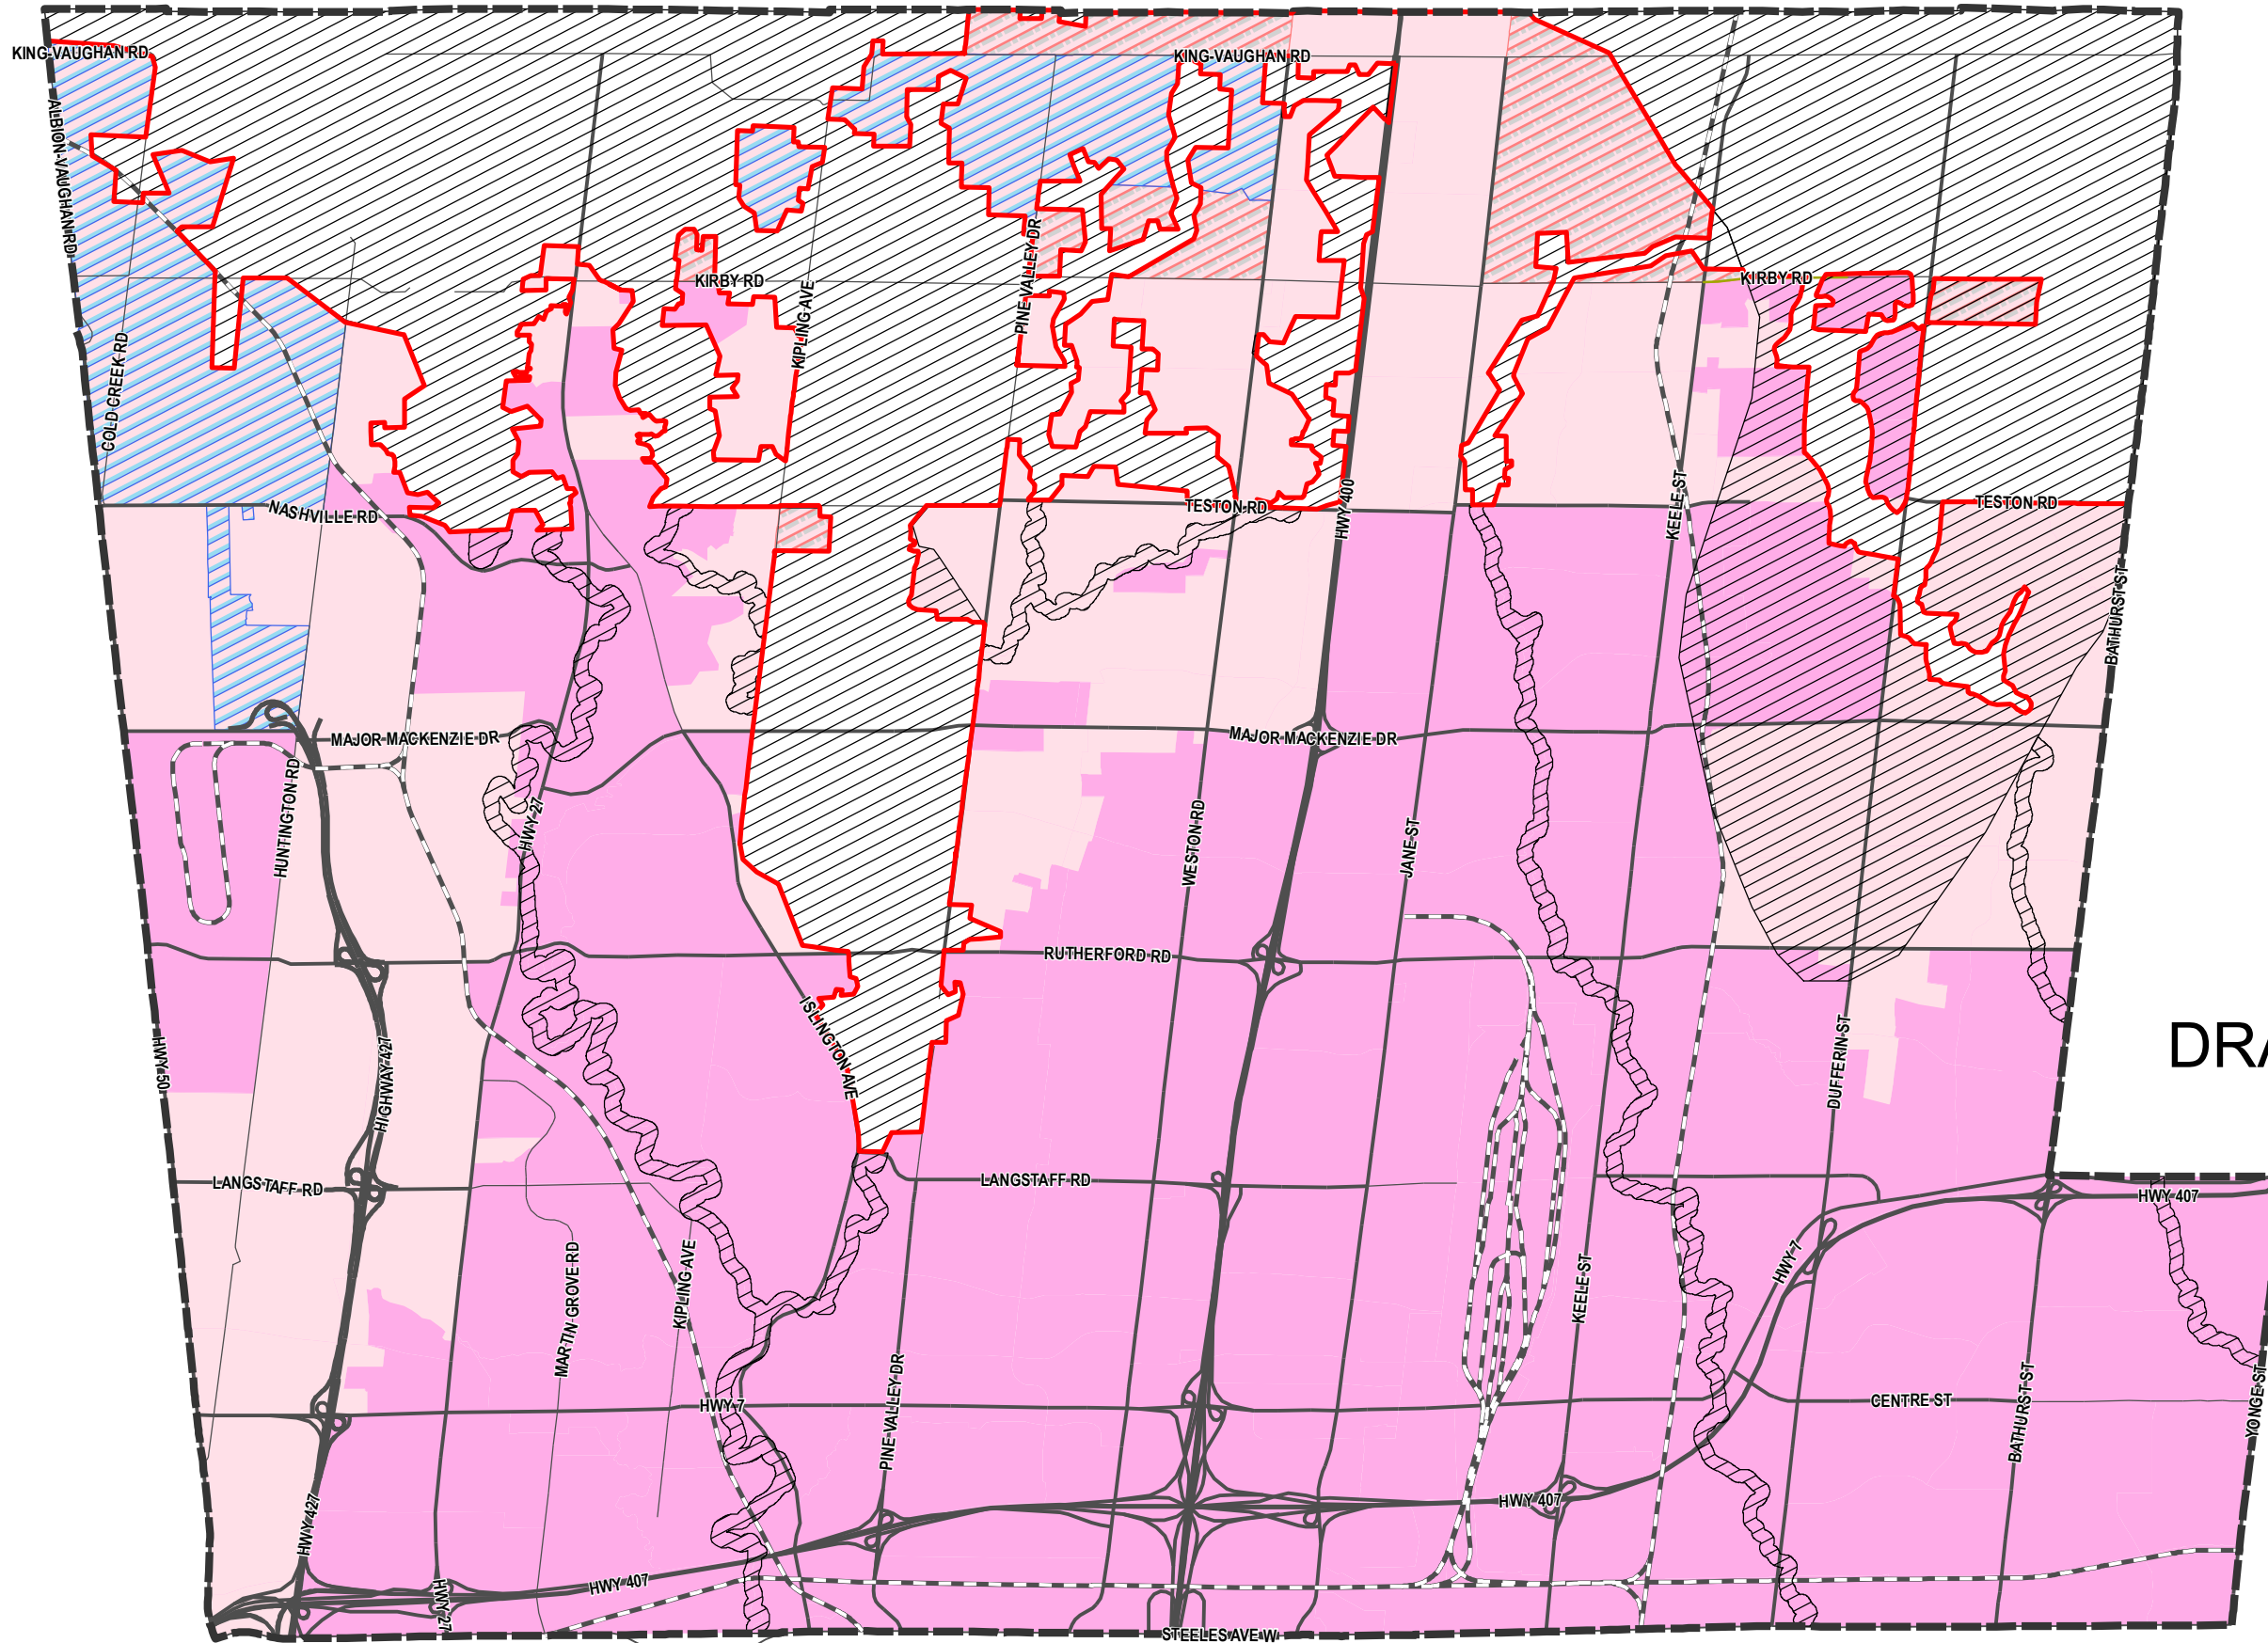 KING-VAUGHAN RD
KING-VAUGHAN RD
ALBION-VAUGHAN RD
PINE VALLEY DR
KIRBY RD
KIRBY RD
KIPLING AVE
COLD CREEK RD
NASHVILLE RD
TESTON RD
HWY 400
KEELE ST
TESTON RD
BATHURST ST
MAJOR MACKENZIE DR
MAJOR MACKENZIE DR
HUNTINGTON RD
HWY 27
WESTON RD
JANE ST
RUTHERFORD RD
ISLINGTON AVE
HWY 50
HIGHWAY 427
DUFFERIN ST
DRA
LANGSTAFF RD
LANGSTAFF RD
HWY 407
MARTIN GROVE RD
KIPLING AVE
KEELE ST
HWY 7
PINE VALLEY DR
HWY 7
CENTRE ST
BATHURST ST
YONGE ST
HWY 427
HWY 407
HWY 407
HWY 27
STEELES AVE W